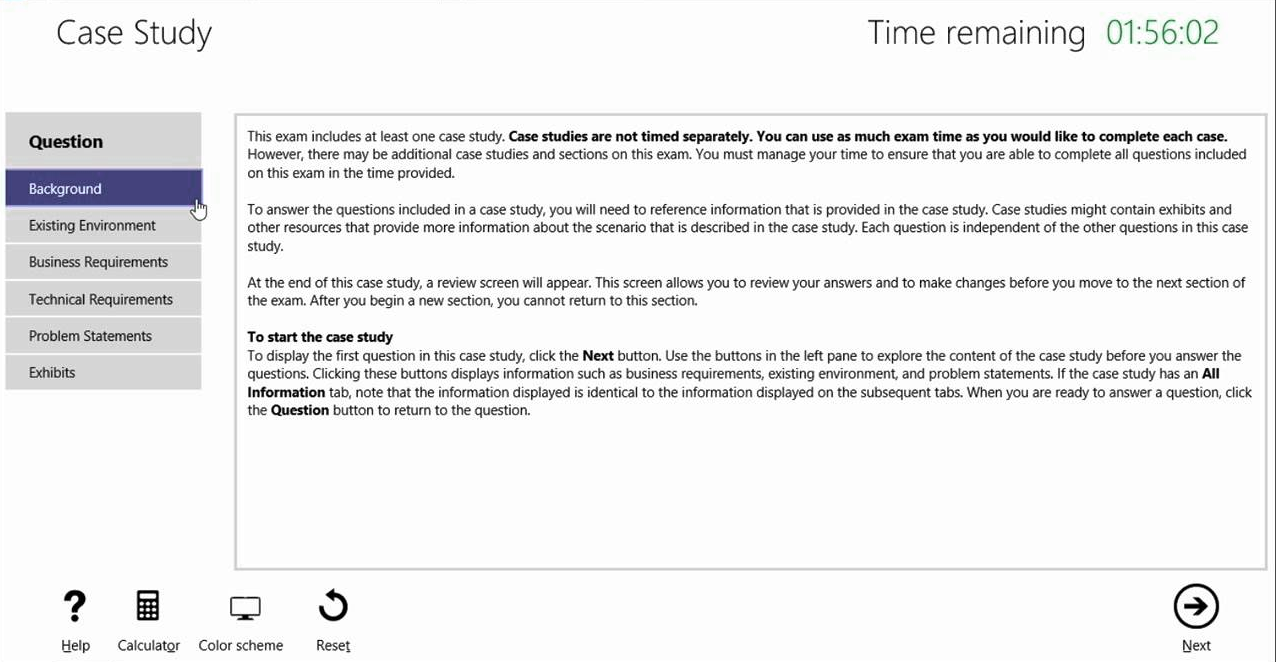 Case Study
Time remaining 01:56:02
Question
Background
Existing Environment
Business Requirements
Technical Requirements
Problem Statements
Exhibits
This exam includes at least one case study. Case studies are not timed separately. You can use as much exam time as you would like to complete each case.
However, there may be additional case studies and sections on this exam. You must manage your time to ensure that you are able to complete all questions included
on this exam in the time provided.
To answer the questions included in a case study, you will need to reference information that is provided in the case study. Case studies might contain exhibits and
other resources that provide more information about the scenario that is described in the case study. Each question is independent of the other questions in this case
study.
At the end of this case study, a review screen will appear. This screen allows you to review your answers and to make changes before you move to the next section of
the exam. After you begin a new section, you cannot return to this section.
To start the case study
To display the first question in this case study, click the Next button. Use the buttons in the left pane to explore the content of the case study before you answer the
questions. Clicking these buttons displays information such as business requirements, existing environment, and problem statements. If the case study has an All
Information tab, note that the information displayed is identical to the information displayed on the subsequent tabs. When you are ready to answer a question, click
the Question button to return to the question.
Help
Calculator
Color scheme
Reset
Next